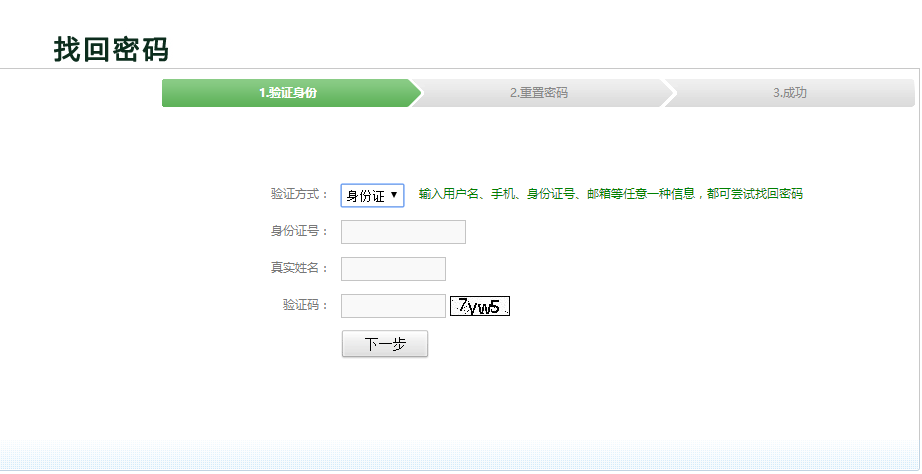 找回密码
1.验证身份 2.重置密码 3.成功
验证方式： 身份证 输入用户名、手机、身份证号、邮箱等任意一种信息，都可尝试找回密码
身份证号：
真实姓名：
验证码： 7yw5
下一步